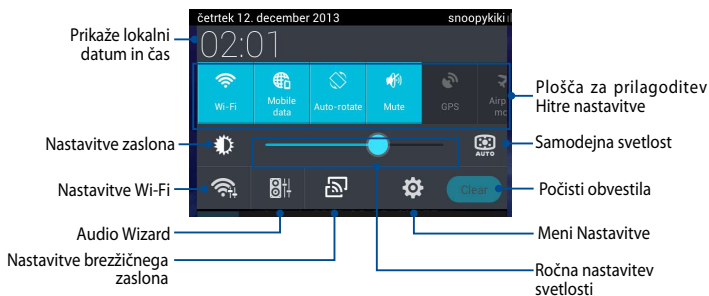 četrtek 12. december 2013 snoopykiki
Prikaže lokalni
datum in čas
02:01
Wi-Fi
Mobile
data
Auto-rotate
Mute
GPS
Plošča za prilagoditev
Hitre nastavitve
Nastavitve zaslona
AUTO
Samodejna svetlost
Nastavitve Wi-Fi
Clear
Počisti obvestila
Audio Wizard
Meni Nastavitve
Nastavitve brezžičnega
zaslona
Ročna nastavitev
svetlosti